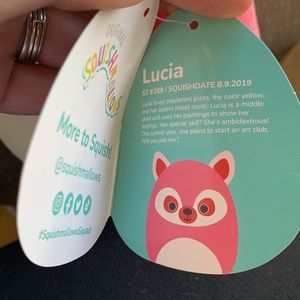 ORIGINAL
SQUISHMALLOWS
More to Squish!
@squishmallows
#SquishmallowsSquad
Lucia
S7 #289 / SQUISHDATE 8.9.2019
Lucia loves pepperoni pizza, the color yellow,
and her sisters (most days). Lucia is a middle
child and uses her paintings to show her
feelings. Her special skill? She's ambidextrous!
This school year, she plans to start an art club.
Will you join her?